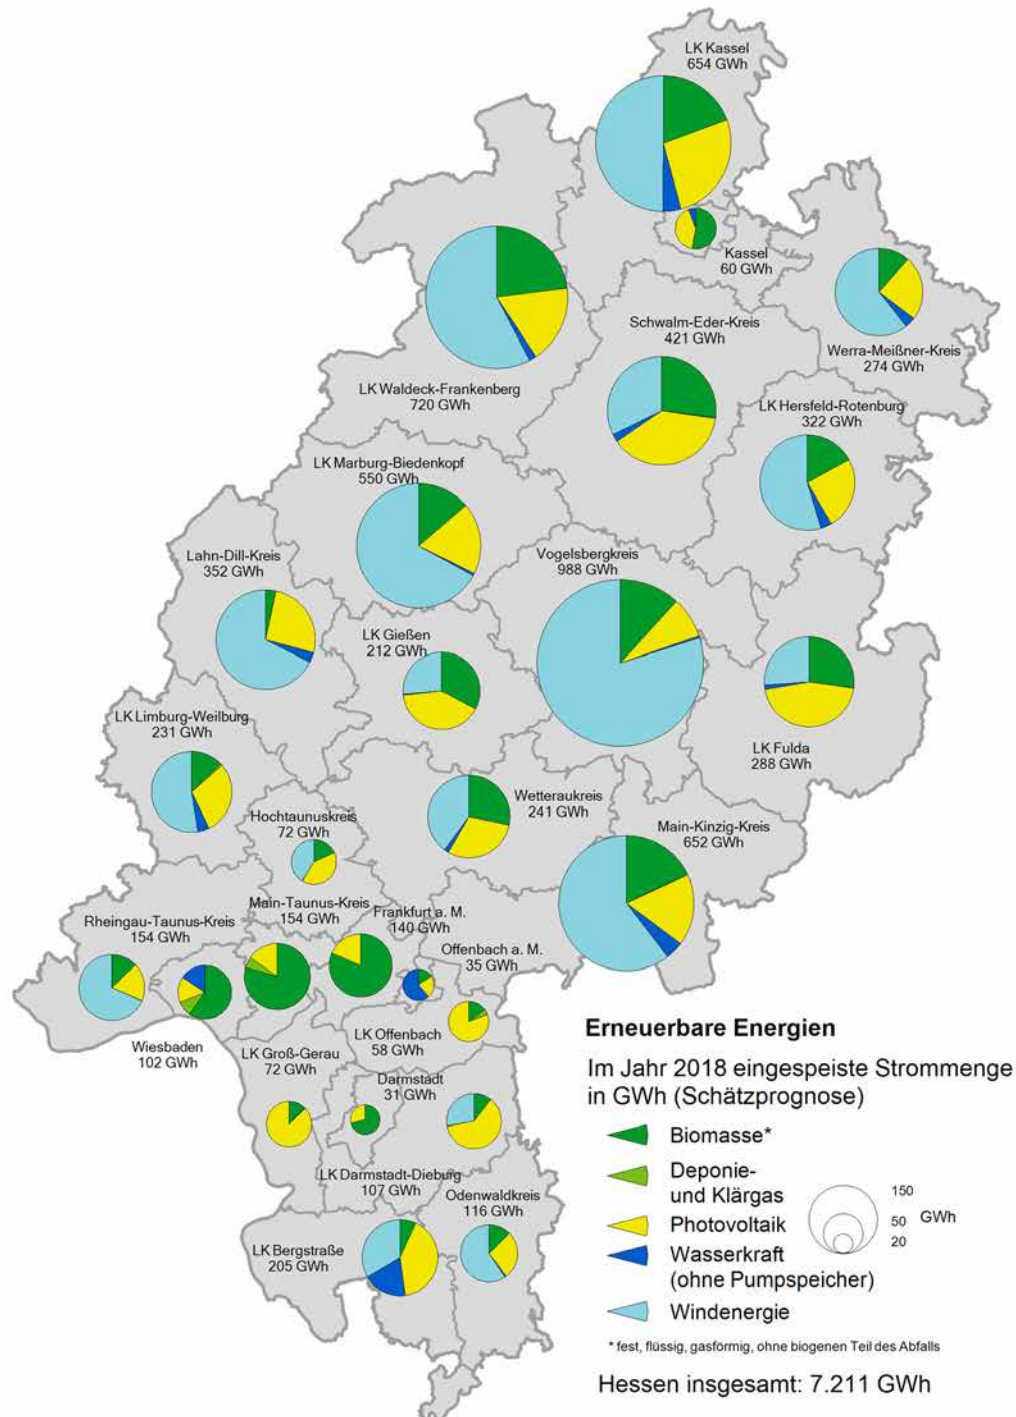 LK Kassel
654 GWh
Kassel
60 GWh
Werra-Meißner-Kreis
274 GWh
Schwalm-Eder-Kreis
421 GWh
LK Waldeck-Frankenberg
720 GWh
LK Hersfeld-Rotenburg
322 GWh
LK Marburg-Biedenkopf
550 GWh
Lahn-Dill-Kreis
352 GWh
Vogelsbergkreis
988 GWh
LK Gießen
212 GWh
LK Limburg-Weilburg
231 GWh
LK Fulda
288 GWh
Wetteraukreis
241 GWh
Hochtaunuskreis
72 GWh
Main-Kinzig-Kreis
652 GWh
Main-Taunus-Kreis
154 GWh
Frankfurt a. M.
140 GWh
Rheingau-Taunus-Kreis
154 GWh
Offenbach a. M.
35 GWh
Wiesbaden
102 GWh
LK Offenbach
58 GWh
LK Groß-Gerau
72 GWh
Darmstadt
31 GWh
LK Darmstadt-Dieburg
107 GWh
Odenwaldkreis
116 GWh
LK Bergstraße
205 GWh
Erneuerbare Energien
Im Jahr 2018 eingespeiste Strommenge
in GWh (Schätzprognose)
Biomasse*
Deponie-
und Klärgas
Photovoltaik
Wasserkraft
(ohne Pumpspeicher)
Windenergie
150
50
20
GWh
* fest, flüssig, gasförmig, ohne biogenen Teil des Abfalls
Hessen insgesamt: 7.211 GWh